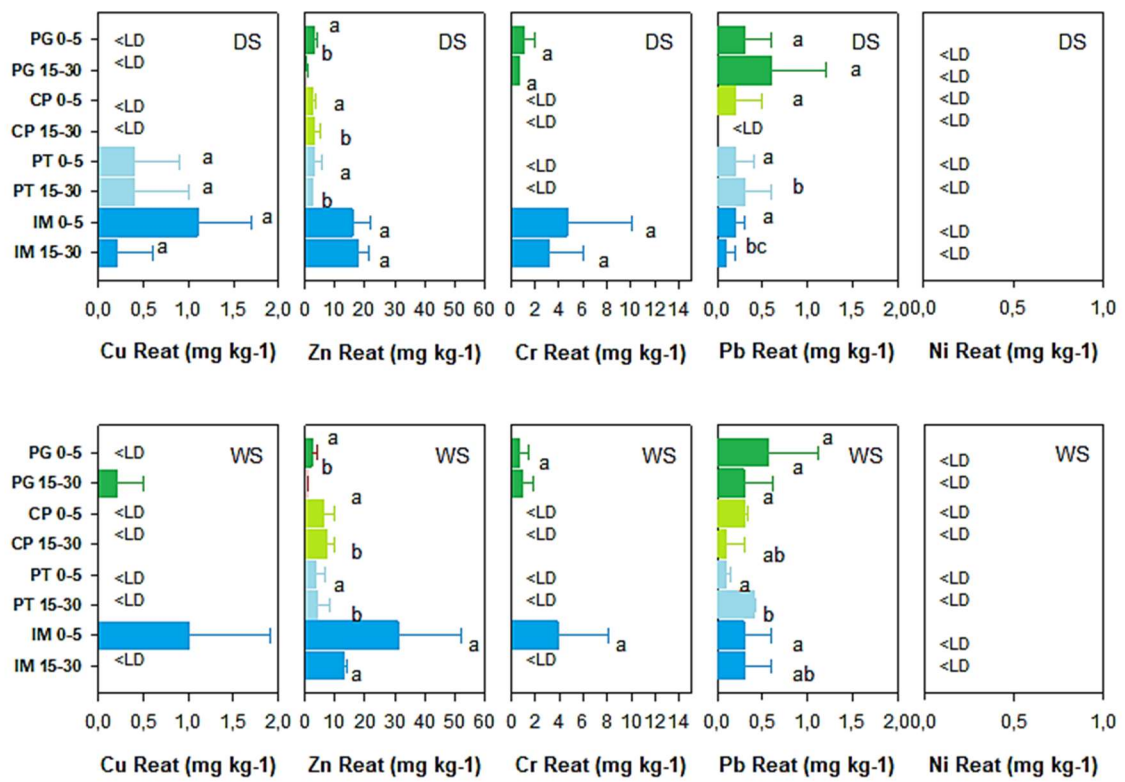 PG 0-5 <LD DS a DS a DS a DS DS
PG 15-30 <LD b a a <LD
<LD
CP 0-5 <LD a <LD a <LD
CP 15-30 <LD b <LD <LD <LD
PT 0-5 a a <LD a <LD
PT 15-30 a b <LD b <LD
IM 0-5 a a a a <LD
IM 15-30 a a a bc <LD
0,0 0,5 1,0 1,5 2,0 0 10 20 30 40 50 60 0 2 4 6 8 10 12 14 0,0 0,5 1,0 1,5 2,0 0,0 0,5 1,0
Cu Reat (mg kg-1) Zn Reat (mg kg-1) Cr Reat (mg kg-1) Pb Reat (mg kg-1) Ni Reat (mg kg-1)
PG 0-5 <LD WS a WS a WS a WS <LD WS
PG 15-30 b a <LD
CP 0-5 <LD a <LD a <LD
CP 15-30 <LD b <LD ab <LD
PT 0-5 <LD a <LD a <LD
PT 15-30 <LD b <LD b <LD
IM 0-5 a a a <LD
IM 15-30 <LD a <LD ab <LD
0,0 0,5 1,0 1,5 2,0 0 10 20 30 40 50 60 0 2 4 6 8 10 12 14 0,0 0,5 1,0 1,5 2,0 0,0 0,5 1,0
Cu Reat (mg kg-1) Zn Reat (mg kg-1) Cr Reat (mg kg-1) Pb Reat (mg kg-1) Ni Reat (mg kg-1)